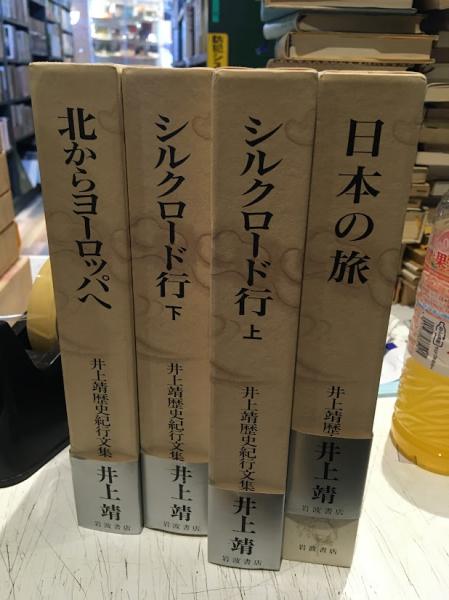 日本の旅
井上靖歴
井上靖
岩波書店
シルクロード行 上
井上靖歴史紀行文集
井上靖
岩波書店
シルクロード行 下
井上靖歴史紀行文集
井上靖
岩波書店
北からヨーロッパへ
井上靖歴史紀行文集
井上靖
岩波書店